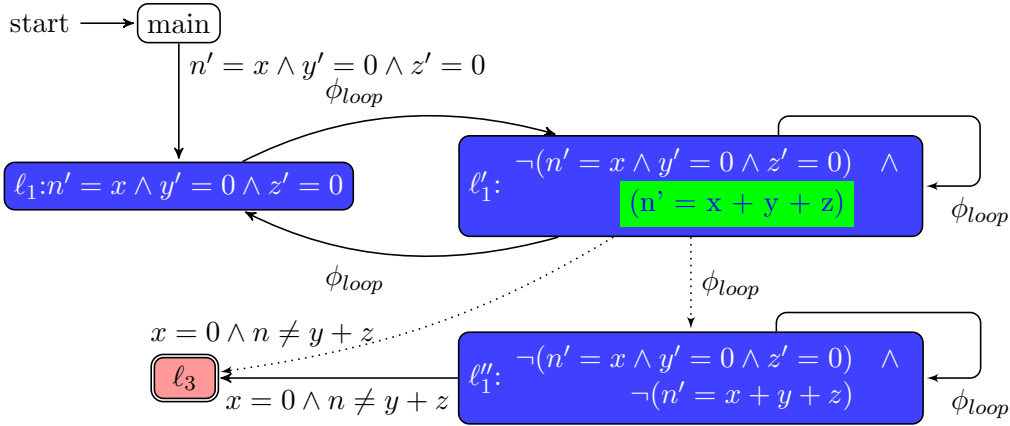 start
main
n′ = x ∧ y′ = 0 ∧ z′ = 0
ϕloop
ℓ1:n′ = x ∧ y′ = 0 ∧ z′ = 0
ℓ′1:
¬(n′ = x ∧ y′ = 0 ∧ z′ = 0) ∧
(n’ = x + y + z)
ϕloop
ϕloop
ϕloop
x = 0 ∧ n ≠ y + z
ℓ3
x = 0 ∧ n ≠ y + z
ℓ′′1:
¬(n′ = x ∧ y′ = 0 ∧ z′ = 0) ∧
¬(n′ = x + y + z)
ϕloop